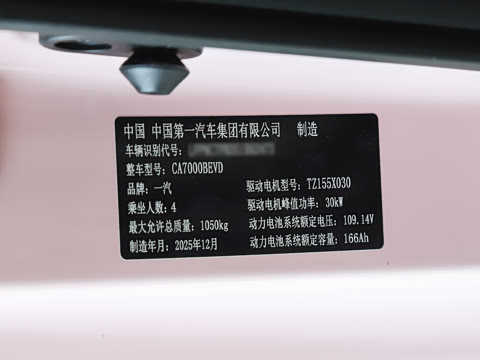 中国 中国第一汽车集团有限公司 制造
车辆识别代号:
整车型号: CA7000BEVD
品牌: 一汽
驱动电机型号: TZ155X030
乘坐人数: 4
驱动电机峰值功率: 30kW
最大允许总质量: 1050kg
动力电池系统额定电压: 109.14V
制造年月: 2025年12月
动力电池系统额定容量: 166Ah